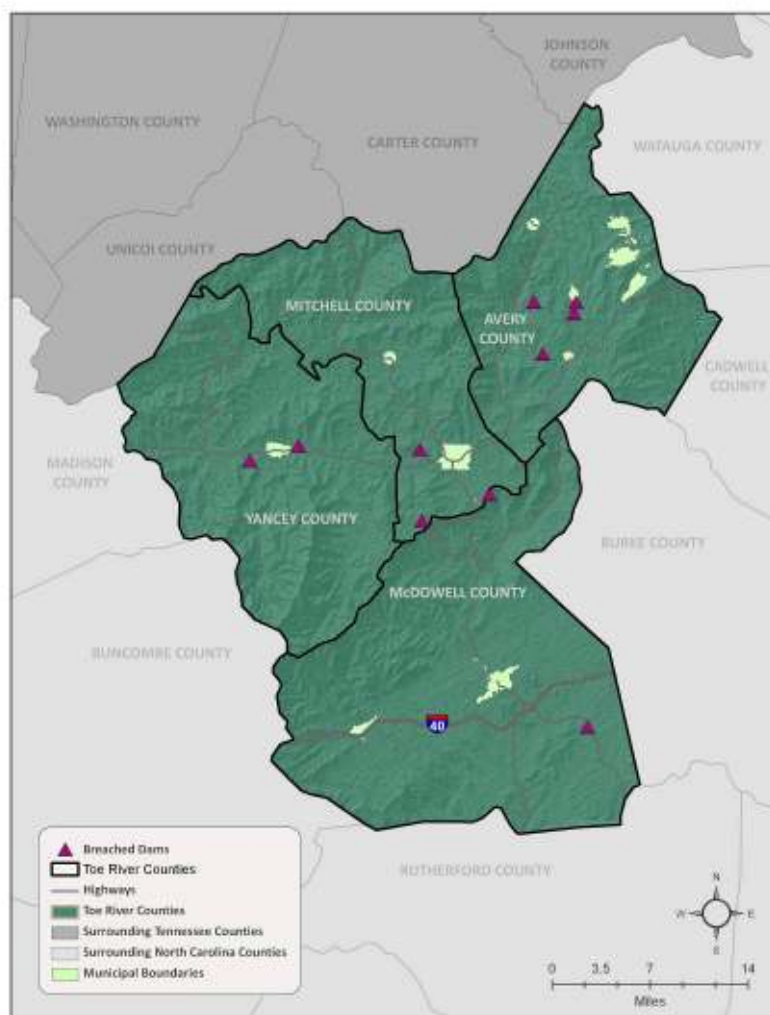 JOHNSON
COUNTY
WASHINGTON COUNTY
CARTER COUNTY
WATAUGA COUNTY
UNICOI COUNTY
MITCHELL COUNTY
AVERY
COUNTY
CADWELL
COUNTY
MADISON
COUNTY
YANCEY COUNTY
BURKE COUNTY
McDOWELL COUNTY
BUNCOMBE COUNTY
40
RUTHERFORD COUNTY
Breached Dams
Toe River Counties
Highways
Toe River Counties
Surrounding Tennessee Counties
Surrounding North Carolina Counties
Municipal Boundaries
N
W E
S
0 3.5 7 14
Miles